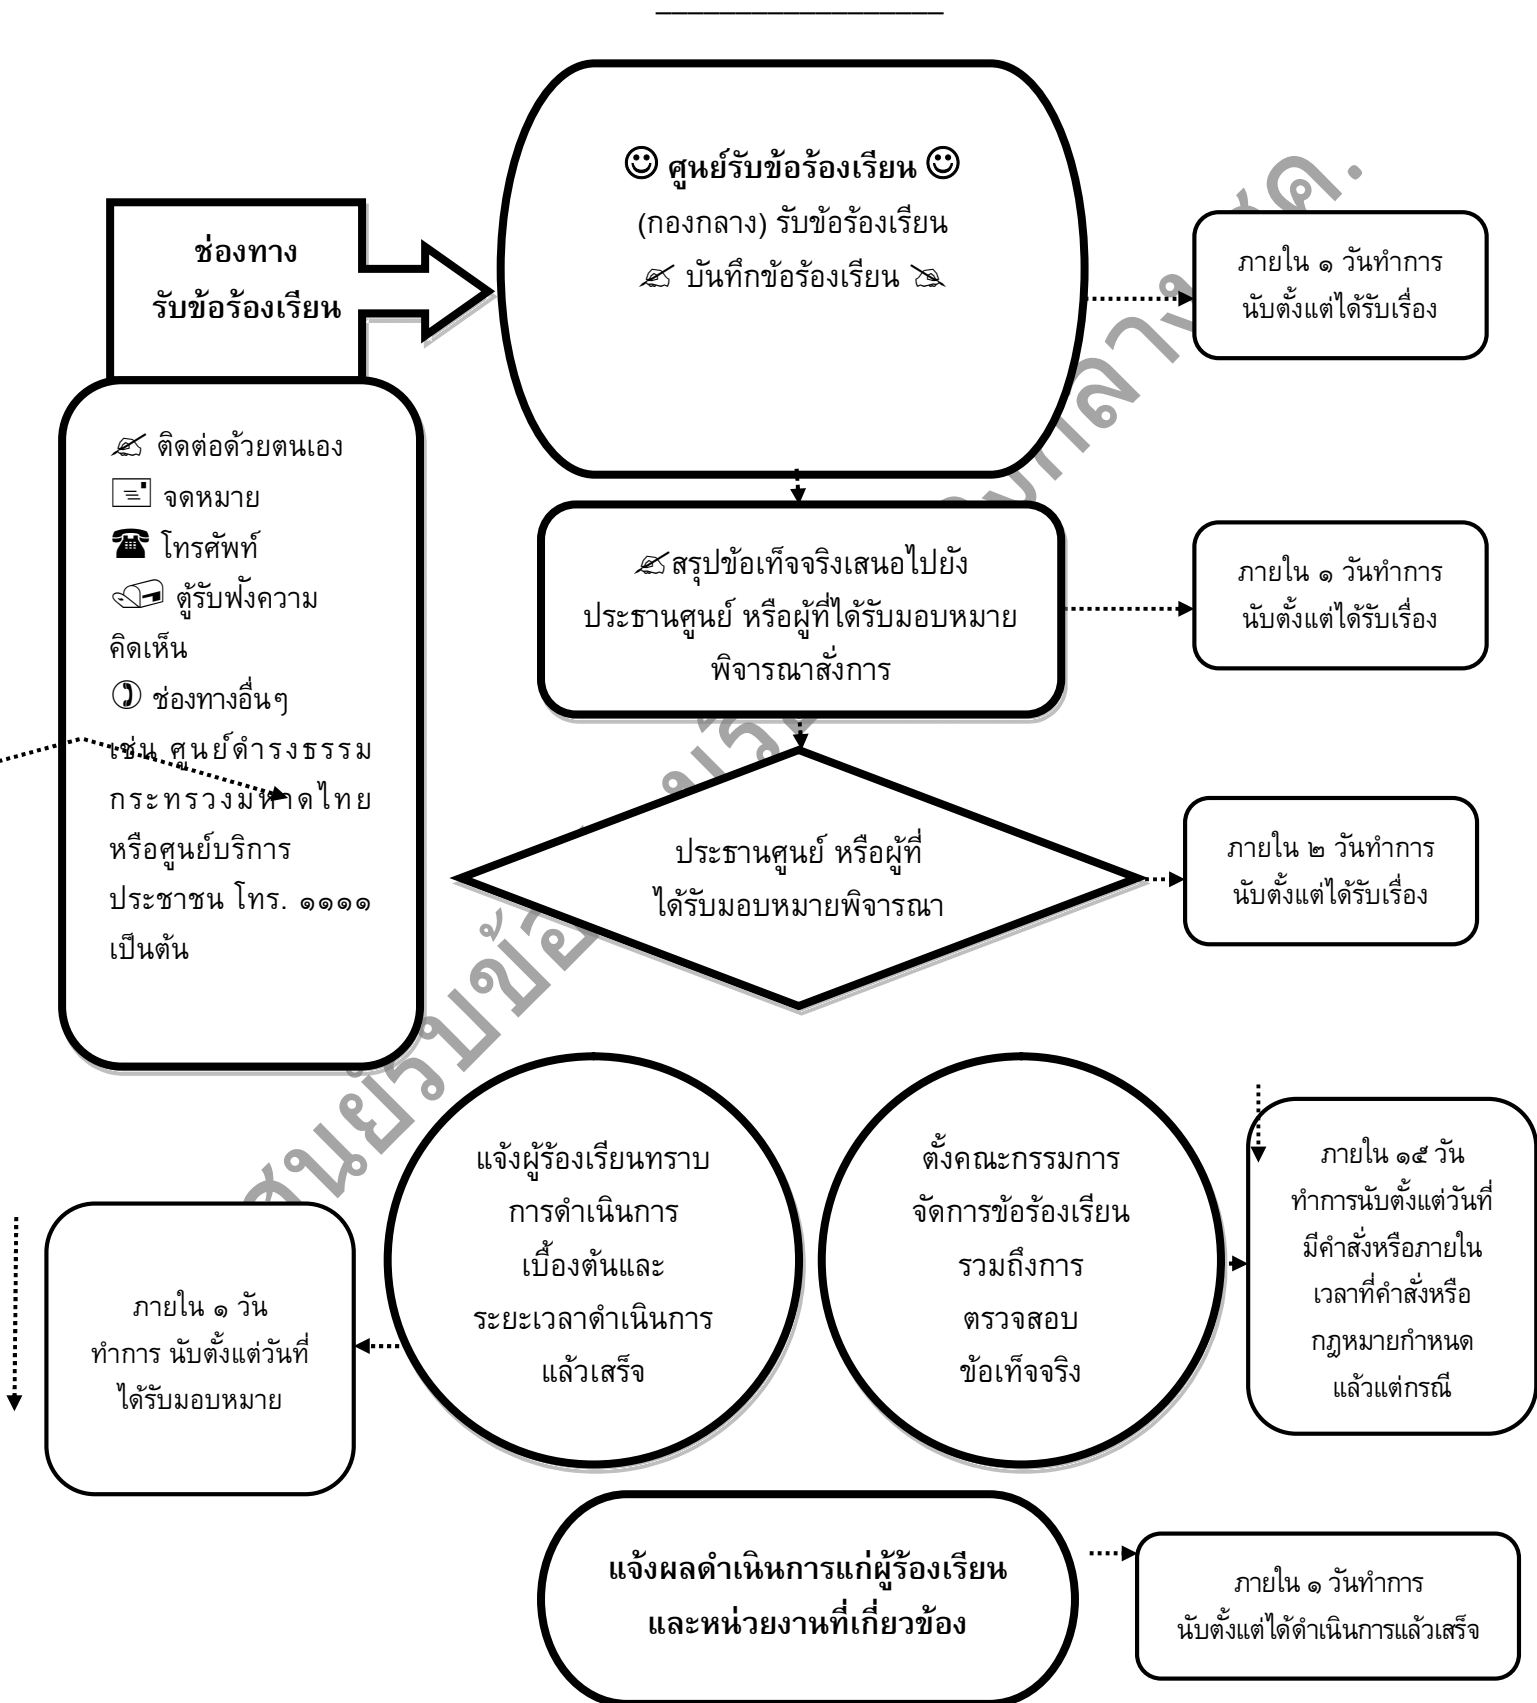 ศูนย์รับข้อร้องเรียน
(กองกลาง) รับข้อร้องเรียน
บันทึกข้อร้องเรียน
ภายใน ๑ วันทำการ
นับตั้งแต่ได้รับเรื่อง
ช่องทาง
รับข้อร้องเรียน
ติดต่อด้วยตนเอง
จดหมาย
โทรศัพท์
ตู้รับฟังความ
คิดเห็น
ช่องทางอื่นๆ
เช่น ศูนย์ดำรงธรรม
กระทรวงมหาดไทย
หรือศูนย์บริการ
ประชาชน โทร. ๑๑๑๑
เป็นต้น
สรุปข้อเท็จจริงเสนอไปยัง
ประธานศูนย์ หรือผู้ที่ได้รับมอบหมาย
พิจารณาสั่งการ
ภายใน ๑ วันทำการ
นับตั้งแต่ได้รับเรื่อง
ประธานศูนย์ หรือผู้ที่
ได้รับมอบหมายพิจารณา
ภายใน ๒ วันทำการ
นับตั้งแต่ได้รับเรื่อง
แจ้งผู้ร้องเรียนทราบ
การดำเนินการ
เบื้องต้นและ
ระยะเวลาดำเนินการ
แล้วเสร็จ
ภายใน ๑ วัน
ทำการ นับตั้งแต่วันที่
ได้รับมอบหมาย
ตั้งคณะกรรมการ
จัดการข้อร้องเรียน
รวมถึงการ
ตรวจสอบ
ข้อเท็จจริง
ภายใน ๑๕ วัน
ทำการนับตั้งแต่วันที่
มีคำสั่งหรือภายใน
เวลาที่คำสั่งหรือ
กฎหมายกำหนด
แล้วแต่กรณี
แจ้งผลดำเนินการแก่ผู้ร้องเรียน
และหน่วยงานที่เกี่ยวข้อง
ภายใน ๑ วันทำการ
นับตั้งแต่ได้ดำเนินการแล้วเสร็จ